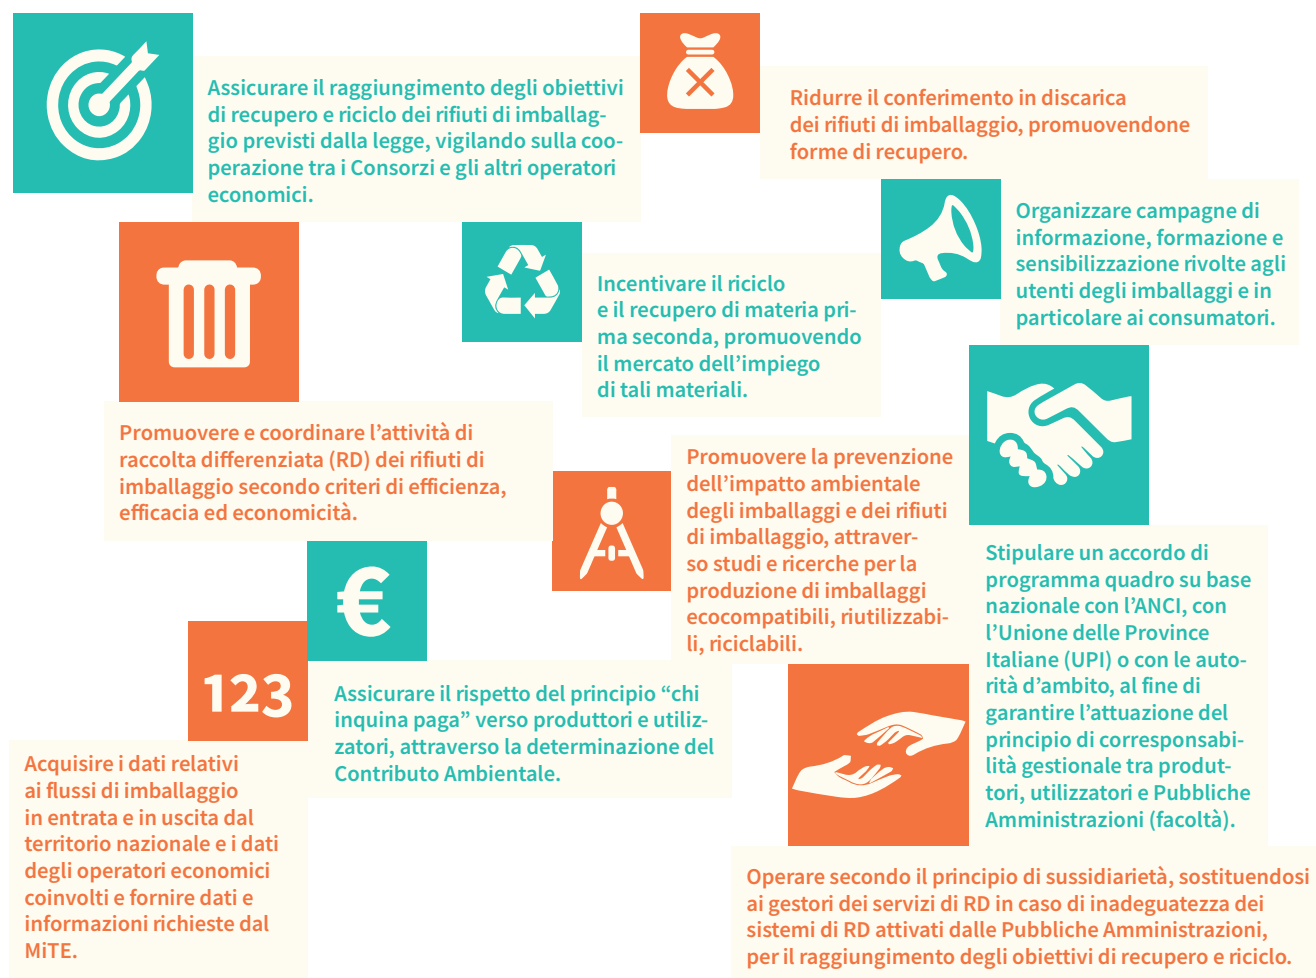 Assicurare il raggiungimento degli obiettivi
di recupero e riciclo dei rifiuti di imballag-
gio previsti dalla legge, vigilando sulla coo-
perazione tra i Consorzi e gli altri operatori
economici.
Ridurre il conferimento in discarica
dei rifiuti di imballaggio, promuovendone
forme di recupero.
Organizzare campagne di
informazione, formazione e
sensibilizzazione rivolte agli
utenti degli imballaggi e in
particolare ai consumatori.
Incentivare il riciclo
e il recupero di materia pri-
ma seconda, promuovendo
il mercato dell’impiego
di tali materiali.
Promuovere e coordinare l’attività di
raccolta differenziata (RD) dei rifiuti di
imballaggio secondo criteri di efficienza,
efficacia ed economicità.
Promuovere la prevenzione
dell’impatto ambientale
degli imballaggi e dei rifiuti
di imballaggio, attraver-
so studi e ricerche per la
produzione di imballaggi
ecocompatibili, riutilizzabi-
li, riciclabili.
Stipulare un accordo di
programma quadro su base
nazionale con l’ANCI, con
l’Unione delle Province
Italiane (UPI) o con le auto-
rità d’ambito, al fine di
garantire l’attuazione del
principio di corresponsabi-
lità gestionale tra produt-
tori, utilizzatori e Pubbliche
Amministrazioni (facoltà).
€
Assicurare il rispetto del principio “chi
inquina paga” verso produttori e utiliz-
zatori, attraverso la determinazione del
Contributo Ambientale.
123
Acquisire i dati relativi
ai flussi di imballaggio
in entrata e in uscita dal
territorio nazionale e i dati
degli operatori economici
coinvolti e fornire dati e
informazioni richieste dal
MiTE.
Operare secondo il principio di sussidiarietà, sostituendosi
ai gestori dei servizi di RD in caso di inadeguatezza dei
sistemi di RD attivati dalle Pubbliche Amministrazioni,
per il raggiungimento degli obiettivi di recupero e riciclo.